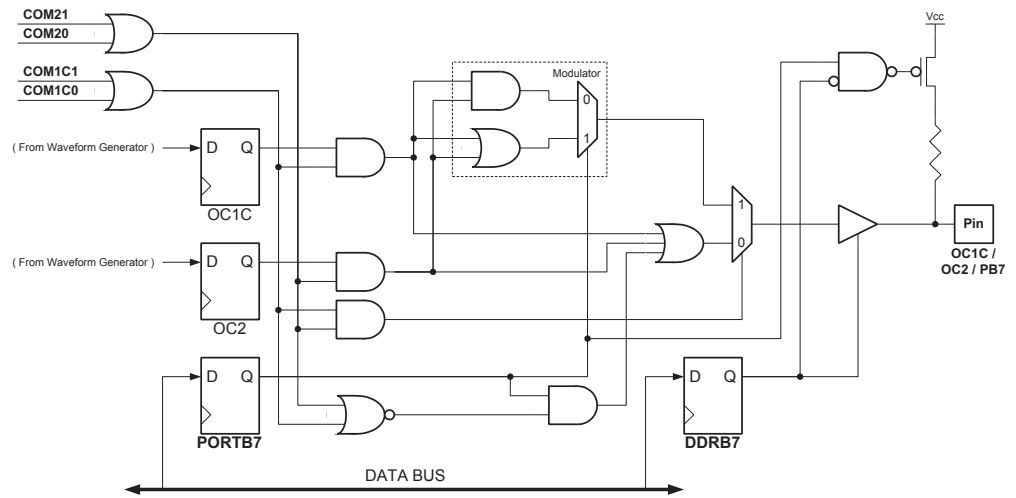 COM21
COM20
COM1C1
COM1C0
Vcc
Modulator
0
1
( From Waveform Generator )
D Q
OC1C
1
0
Pin
OC1C /
OC2 / PB7
( From Waveform Generator )
D Q
OC2
D Q
PORTB7
D Q
DDRB7
DATA BUS